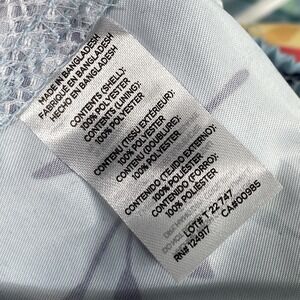 MADE IN BANGLADESH
FABRIQUÉ EN BANGLADESH
HECHO EN BANGLADESH
CONTENTS (SHELL):
100% POLYESTER
CONTENTS (LINING):
100% POLYESTER
CONTENU (TISSU EXTÉRIEUR):
100% POLYESTER
CONTENU (DOUBLURE):
100% POLYESTER
CONTENIDO (TEJIDO EXTERNO):
100% POLIÉSTER
CONTENIDO (FORRO):
100% POLIÉSTER
LOT# T-22-747
RN# 124917 CA#00985